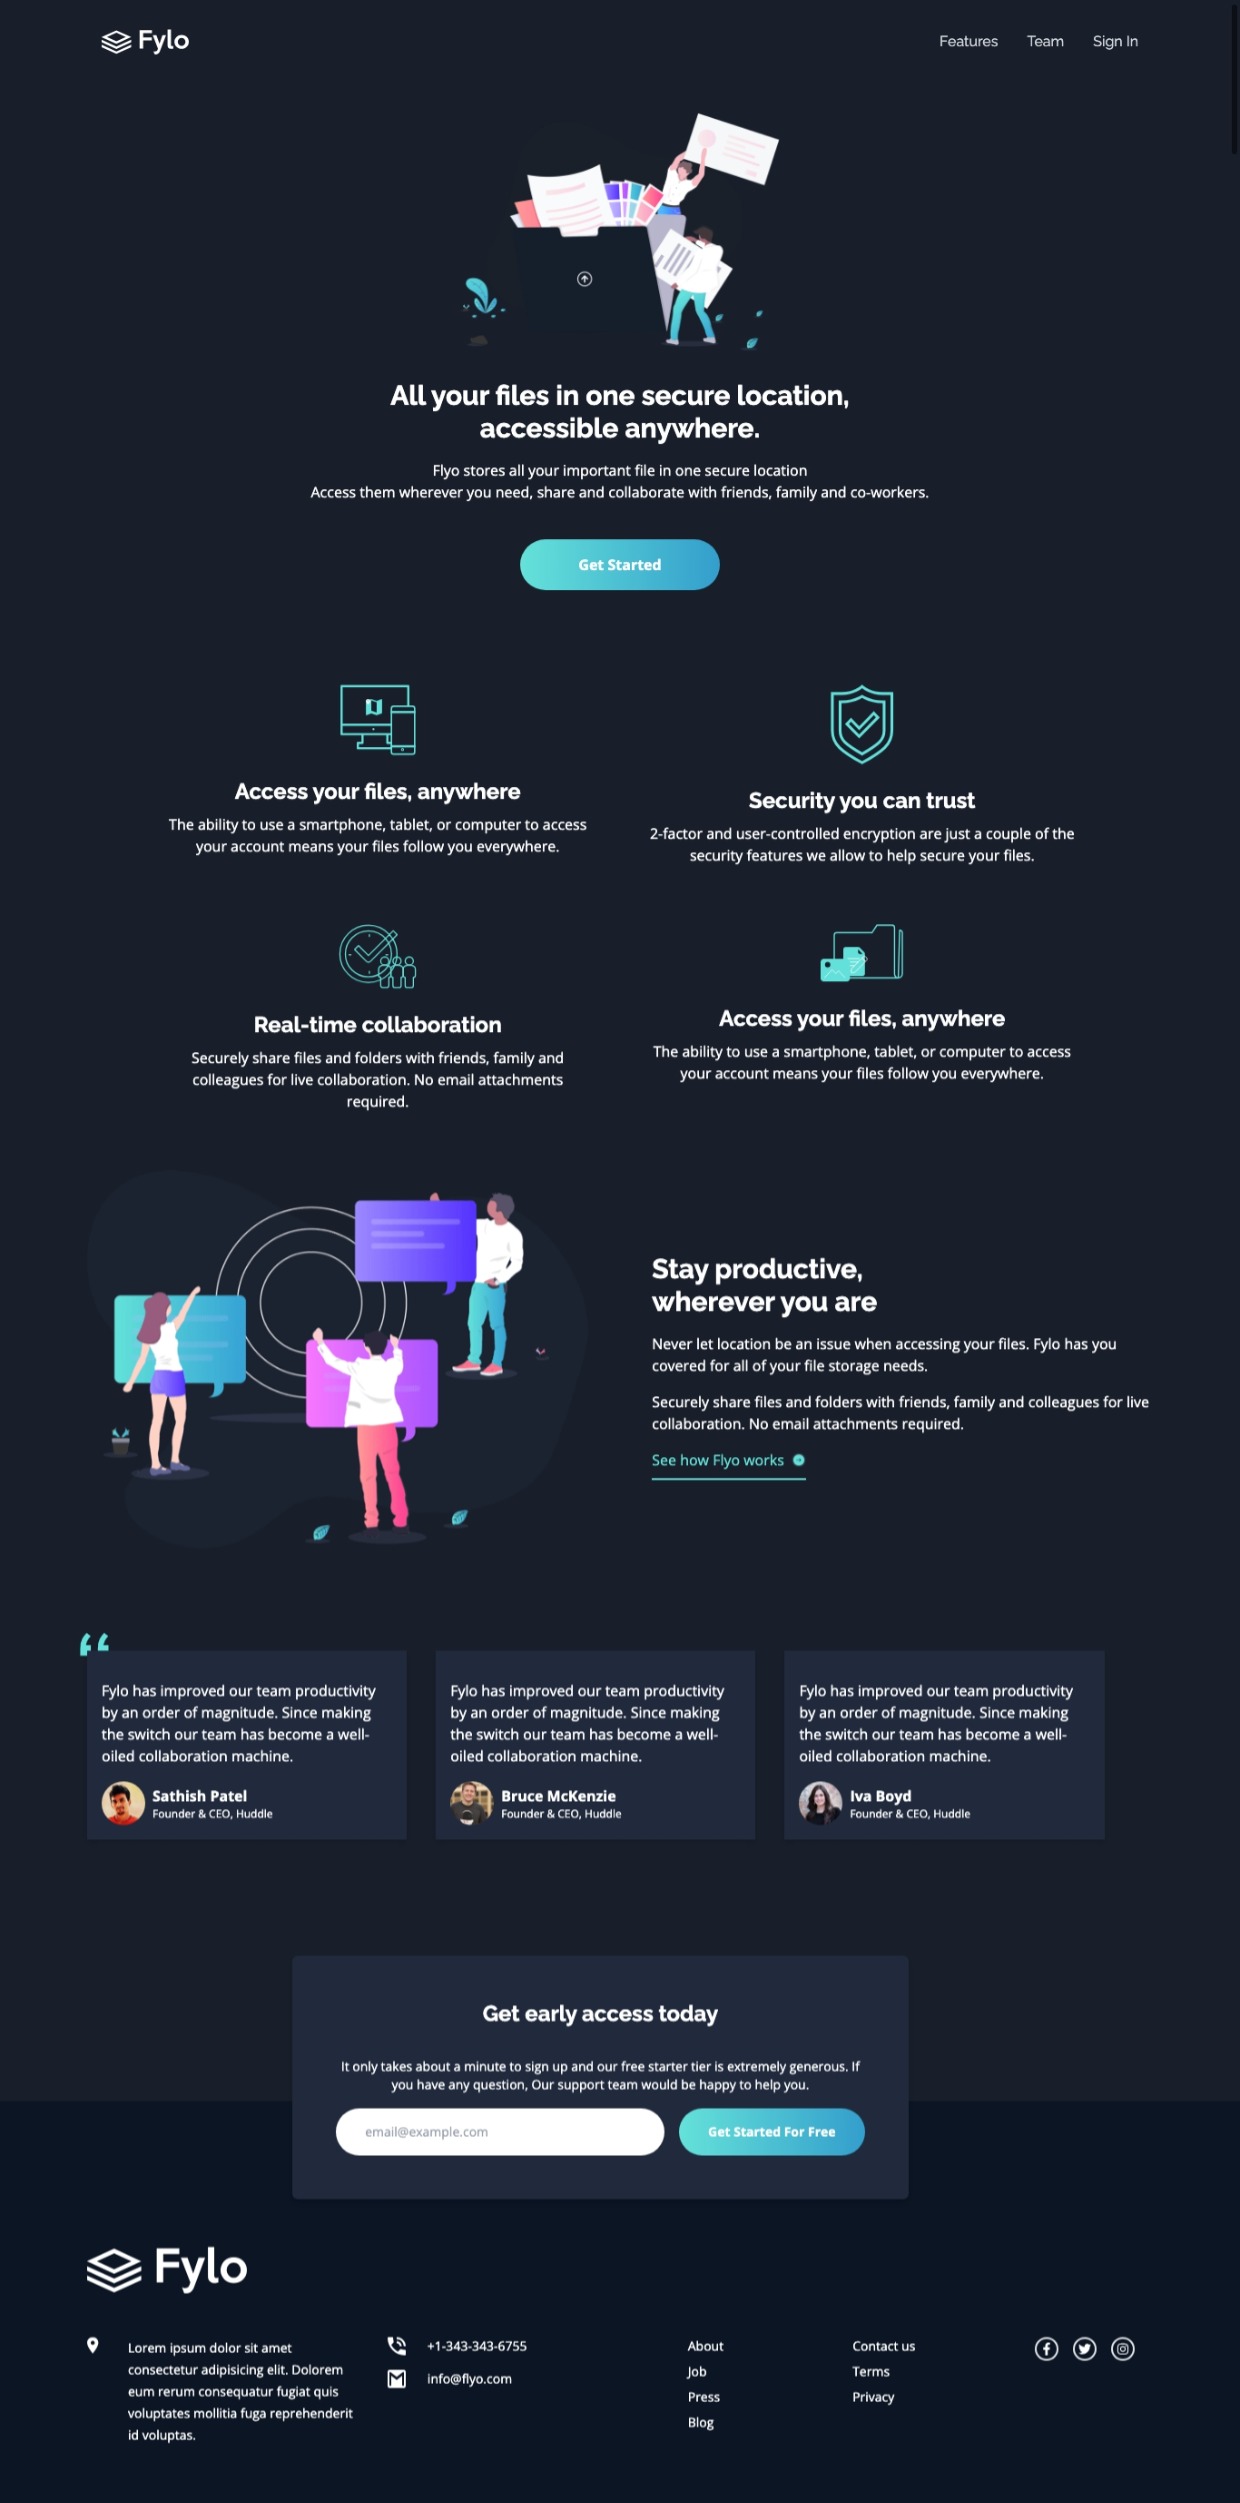 Fylo
Features Team Sign In
All your files in one secure location,
accessible anywhere.
Flyo stores all your important file in one secure location
Access them wherever you need, share and collaborate with friends, family and co-workers.
Get Started
Access your files, anywhere
The ability to use a smartphone, tablet, or computer to access
your account means your files follow you everywhere.
Security you can trust
2-factor and user-controlled encryption are just a couple of the
security features we allow to help secure your files.
Real-time collaboration
Securely share files and folders with friends, family and
colleagues for live collaboration. No email attachments
required.
Access your files, anywhere
The ability to use a smartphone, tablet, or computer to access
your account means your files follow you everywhere.
Stay productive,
wherever you are
Never let location be an issue when accessing your files. Fylo has you
covered for all of your file storage needs.
Securely share files and folders with friends, family and colleagues for live
collaboration. No email attachments required.
See how Flyo works
“
Fylo has improved our team productivity
by an order of magnitude. Since making
the switch our team has become a well-
oiled collaboration machine.
Sathish Patel
Founder & CEO, Huddle
Fylo has improved our team productivity
by an order of magnitude. Since making
the switch our team has become a well-
oiled collaboration machine.
Bruce McKenzie
Founder & CEO, Huddle
Fylo has improved our team productivity
by an order of magnitude. Since making
the switch our team has become a well-
oiled collaboration machine.
Iva Boyd
Founder & CEO, Huddle
Get early access today
It only takes about a minute to sign up and our free starter tier is extremely generous. If
you have any question, Our support team would be happy to help you.
email@example.com
Get Started For Free
Fylo
Lorem ipsum dolor sit amet
consectetur adipisicing elit. Dolorem
eum rerum consequatur fugiat quis
voluptates mollitia fuga reprehenderit
id voluptas.
+1-343-343-6755
info@flyo.com
About
Job
Press
Blog
Contact us
Terms
Privacy